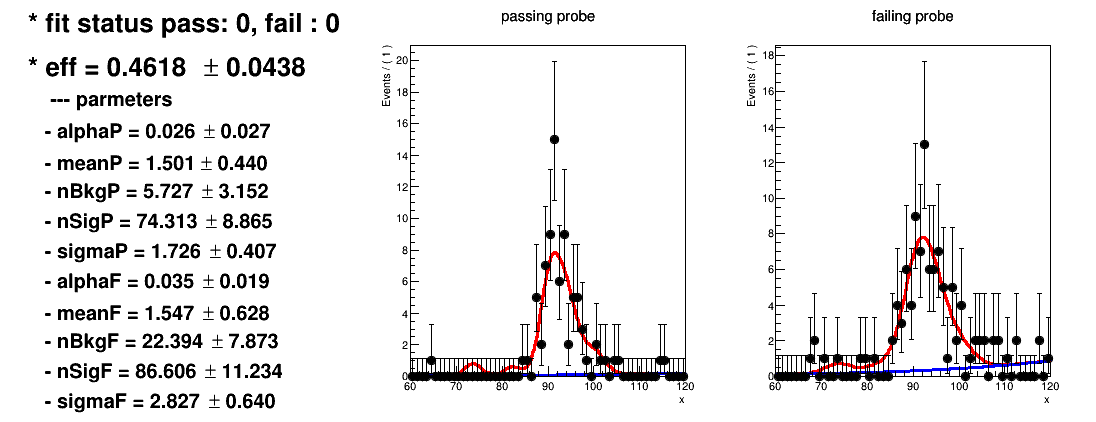 * fit status pass: 0, fail : 0
* eff = 0.4618 ± 0.0438
--- parmeters
- alphaP = 0.026 ± 0.027
- meanP = 1.501 ± 0.440
- nBkgP = 5.727 ± 3.152
- nSigP = 74.313 ± 8.865
- sigmaP = 1.726 ± 0.407
- alphaF = 0.035 ± 0.019
- meanF = 1.547 ± 0.628
- nBkgF = 22.394 ± 7.873
- nSigF = 86.606 ± 11.234
- sigmaF = 2.827 ± 0.640
passing probe
Events / ( 1 )
20
18
16
14
12
10
8
6
4
2
0
60 70 80 90 100 110 120
x
failing probe
Events / ( 1 )
18
16
14
12
10
8
6
4
2
0
60 70 80 90 100 110 120
x